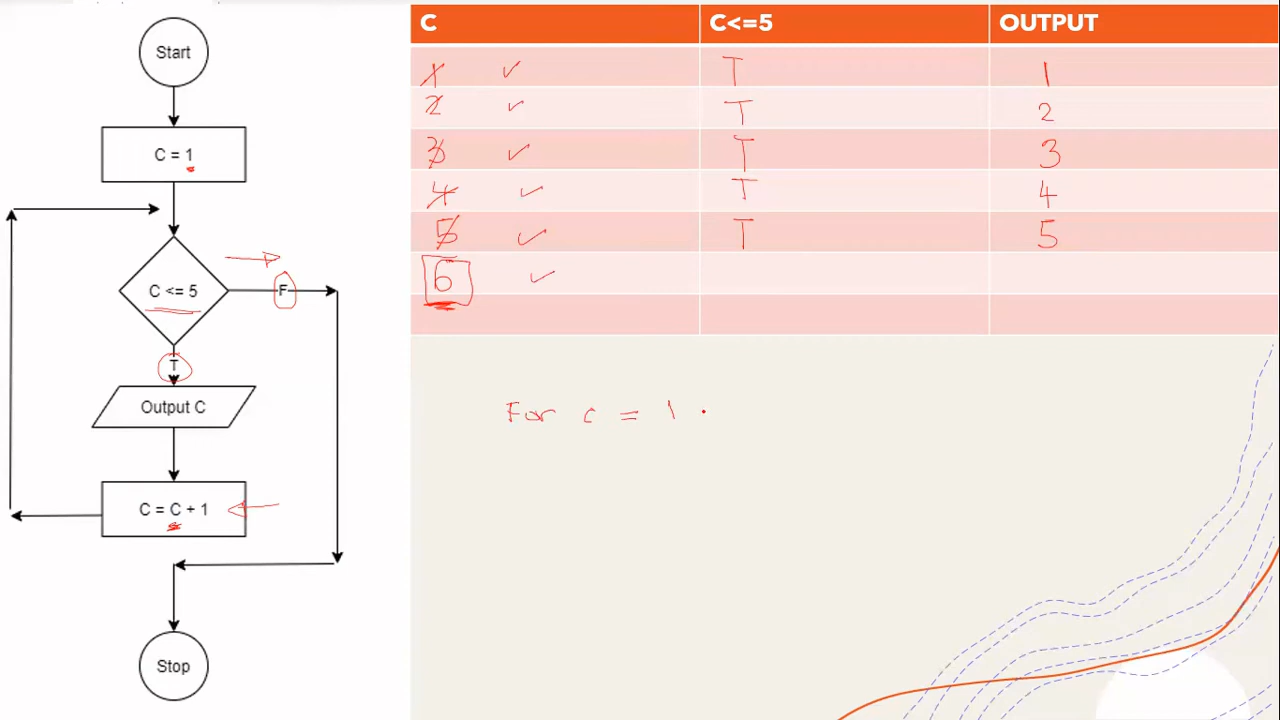 Start
C = 1
C <= 5
F
T
Output C
C = C + 1
Stop
C C<=5 OUTPUT
1 ✓ T 1
2 ✓ T 2
3 ✓ T 3
4 ✓ T 4
5 ✓ T 5
6 ✓
For c = 1